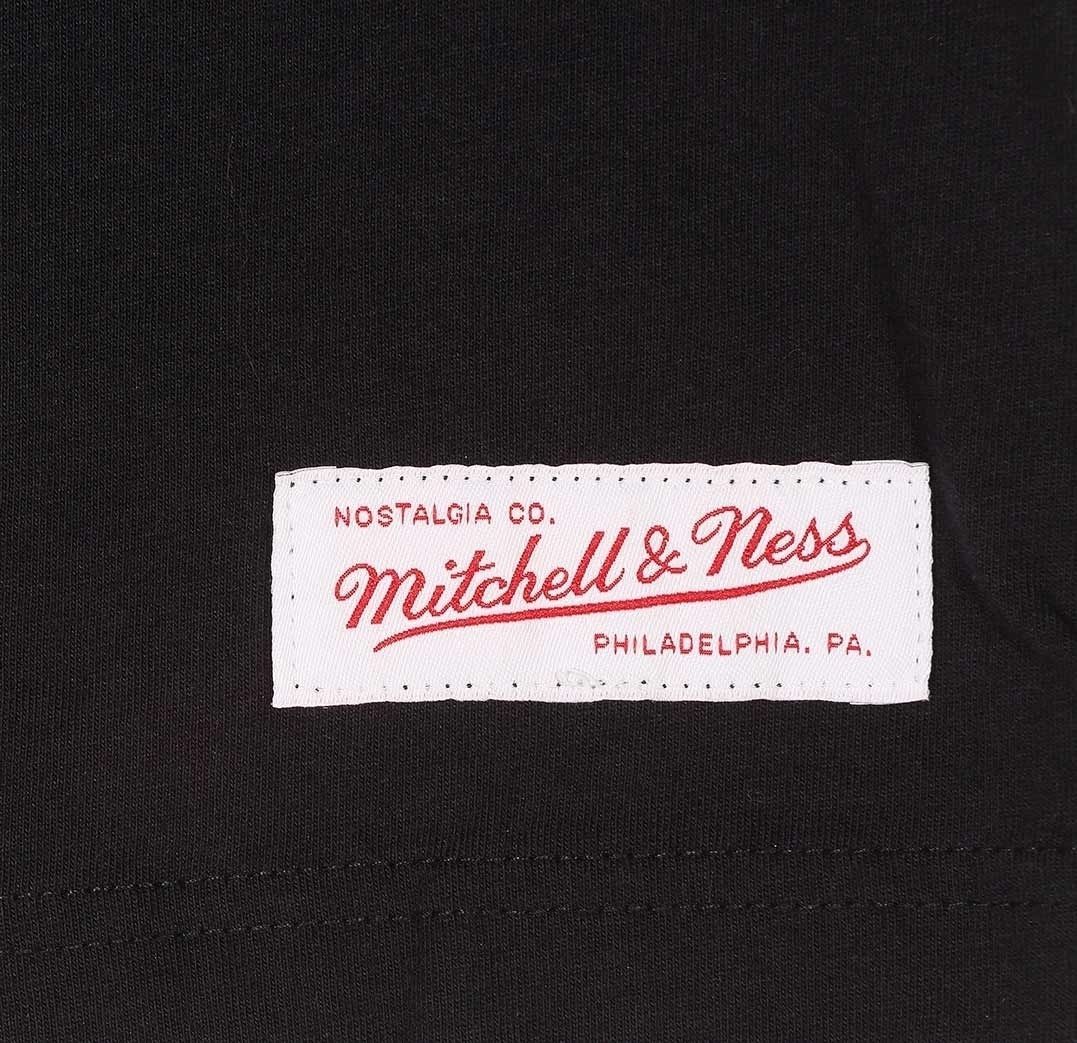 NOSTALGIA CO.
Mitchell & Ness
PHILADELPHIA. PA.